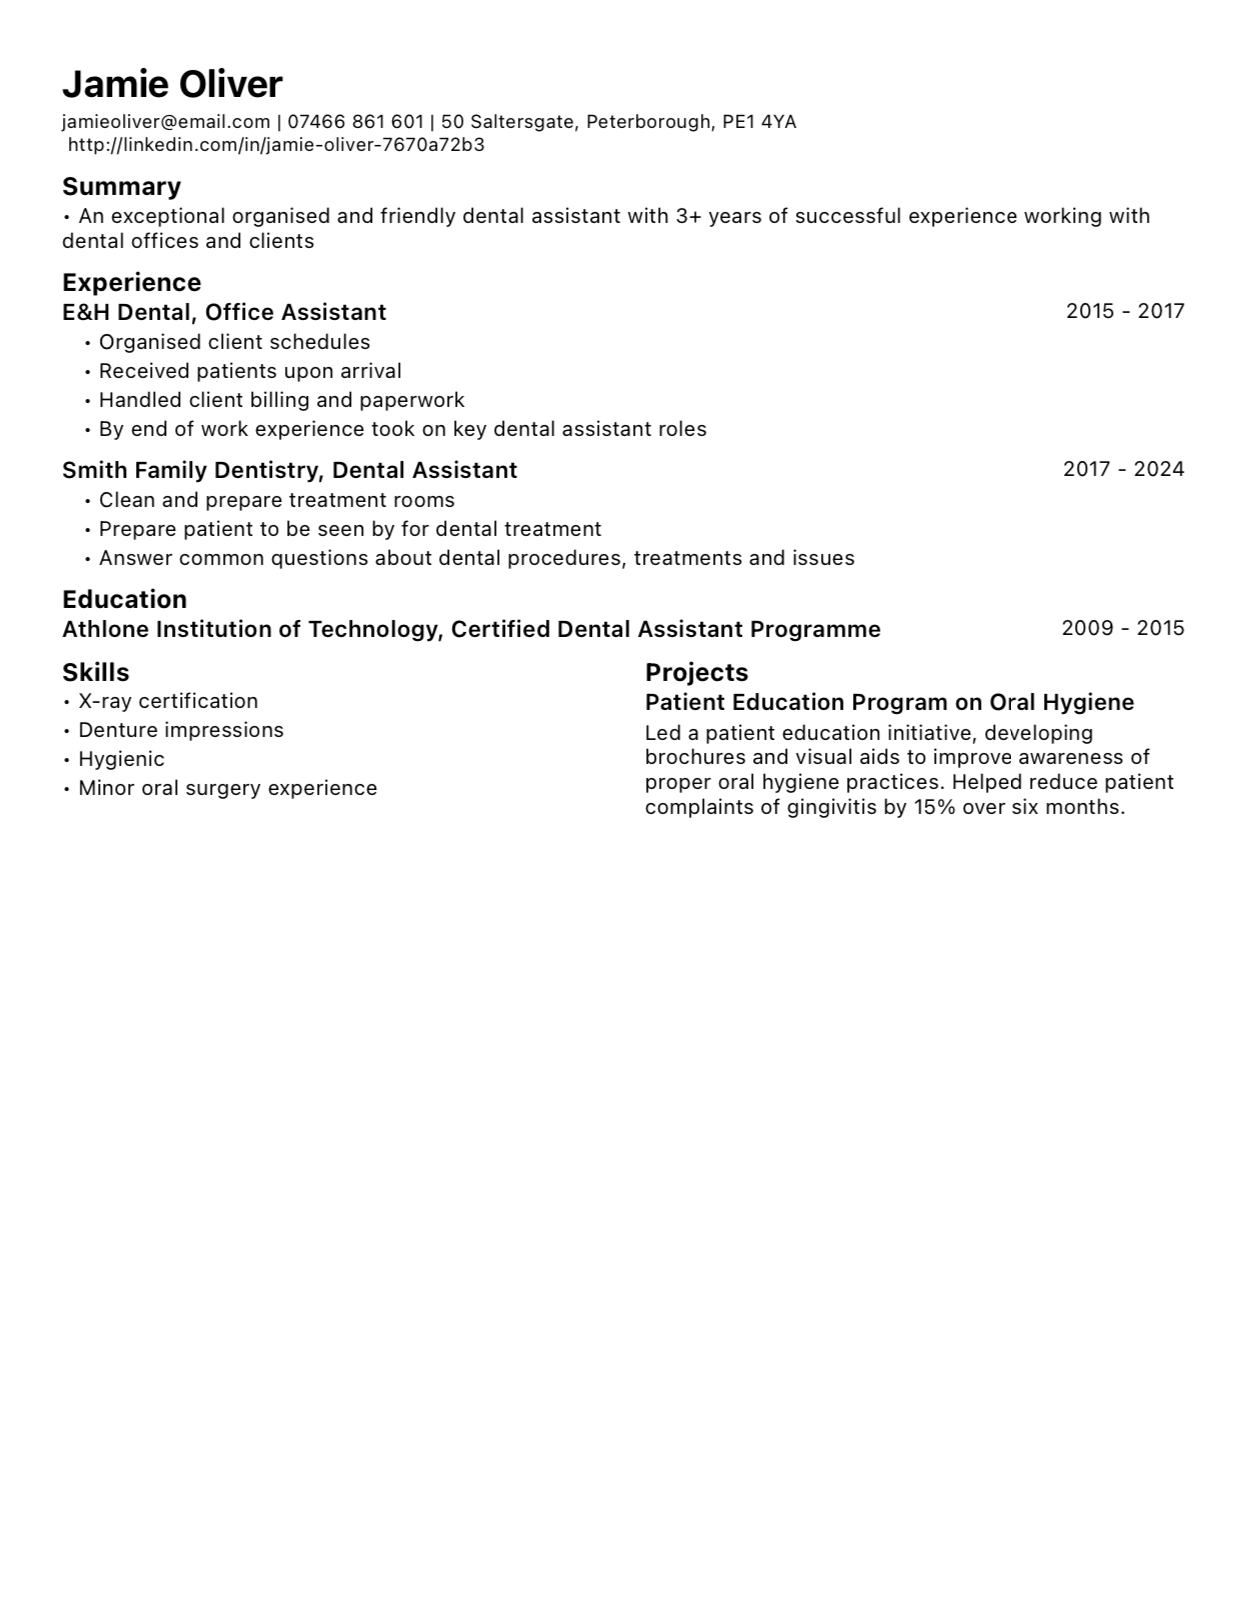 Jamie Oliver
jamieoliver@email.com | 07466 861 601 | 50 Saltersgate, Peterborough, PE1 4YA
http://linkedin.com/in/jamie-oliver-7670a72b3
Summary
• An exceptional organised and friendly dental assistant with 3+ years of successful experience working with
dental offices and clients
Experience
E&H Dental, Office Assistant 2015 - 2017
• Organised client schedules
• Received patients upon arrival
• Handled client billing and paperwork
• By end of work experience took on key dental assistant roles
Smith Family Dentistry, Dental Assistant 2017 - 2024
• Clean and prepare treatment rooms
• Prepare patient to be seen by for dental treatment
• Answer common questions about dental procedures, treatments and issues
Education
Athlone Institution of Technology, Certified Dental Assistant Programme 2009 - 2015
Skills
• X-ray certification
• Denture impressions
• Hygienic
• Minor oral surgery experience
Projects
Patient Education Program on Oral Hygiene
Led a patient education initiative, developing
brochures and visual aids to improve awareness of
proper oral hygiene practices. Helped reduce patient
complaints of gingivitis by 15% over six months.